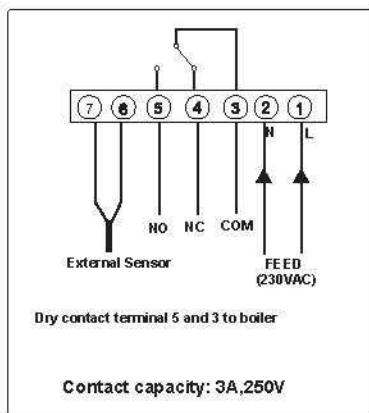 7 6 5 4 3 2 1
N L
NO NC COM
External Sensor FEED
(230VAC)
Dry contact terminal 5 and 3 to boiler
Contact capacity: 3A,250V